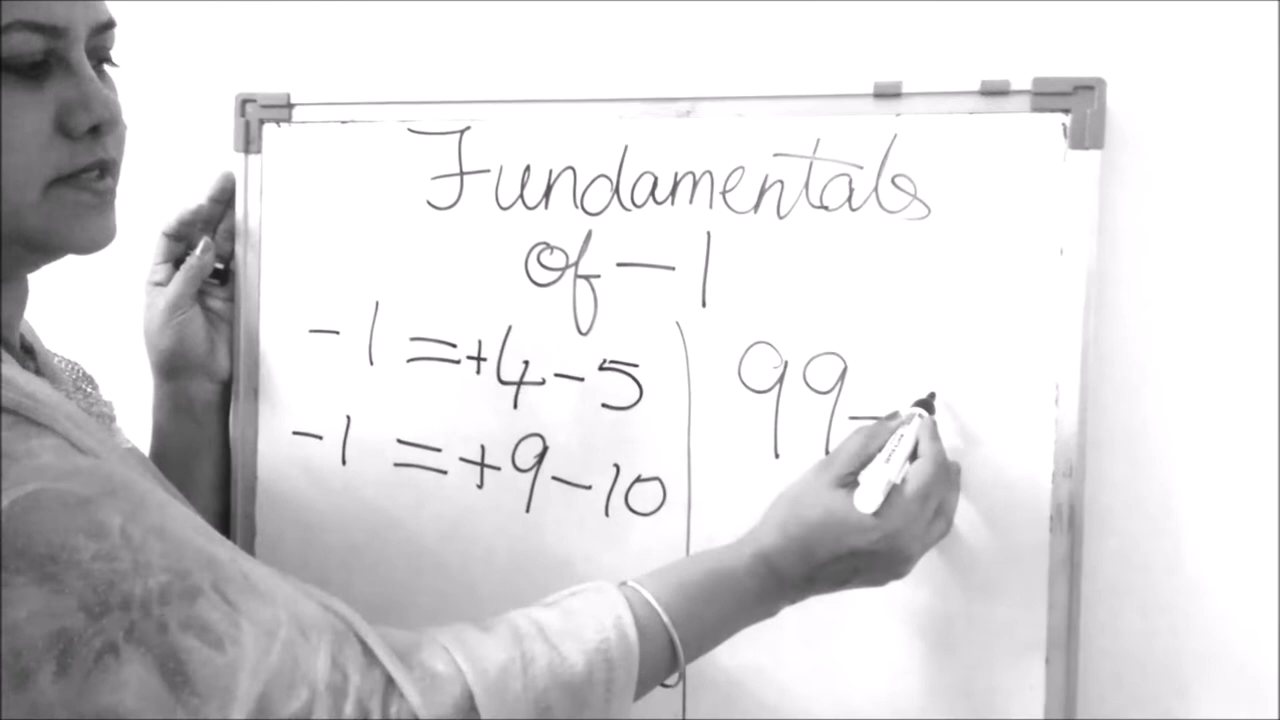 Fundamentals
of -1
-1 = +4-5
-1 = +9-10
99-